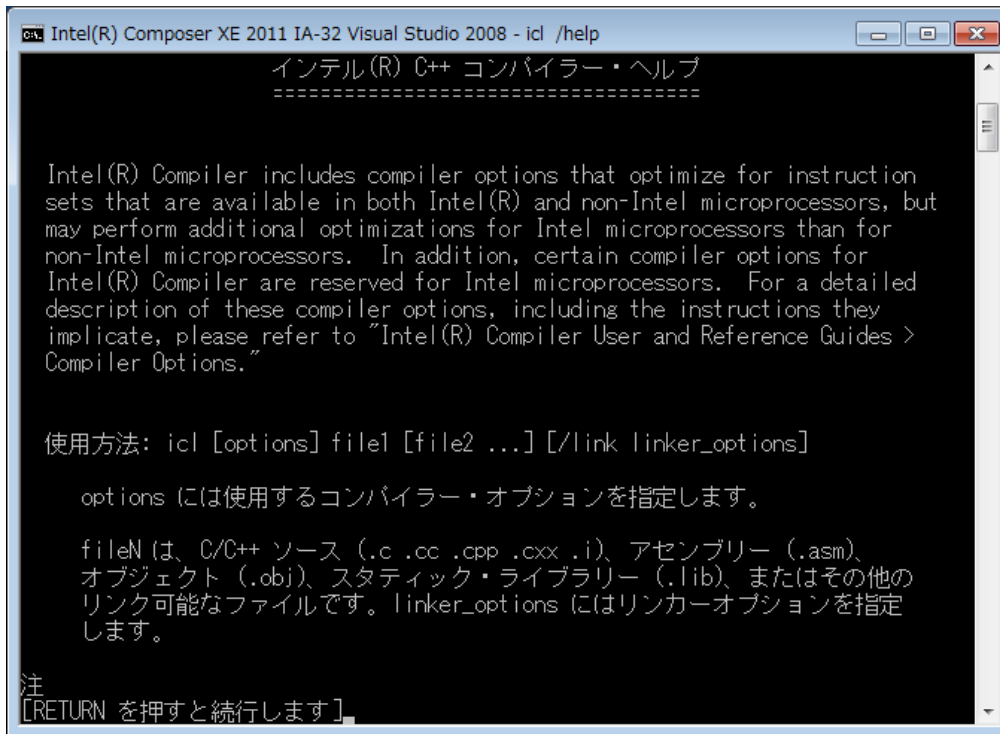 Intel(R) Composer XE 2011 IA-32 Visual Studio 2008 - icl /help
インテル(R) C++ コンパイラー・ヘルプ
====================================
Intel(R) Compiler includes compiler options that optimize for instruction
sets that are available in both Intel(R) and non-Intel microprocessors, but
may perform additional optimizations for Intel microprocessors than for
non-Intel microprocessors.  In addition, certain compiler options for
Intel(R) Compiler are reserved for Intel microprocessors.  For a detailed
description of these compiler options, including the instructions they
implicate, please refer to "Intel(R) Compiler User and Reference Guides >
Compiler Options."
使用方法: icl [options] file1 [file2 ...] [/link linker_options]
options には使用するコンパイラー・オプションを指定します。
fileN は、C/C++ ソース (.c .cc .cpp .cxx .i)、アセンブリー (.asm)、
オブジェクト (.obj)、スタティック・ライブラリー (.lib)、またはその他の
リンク可能なファイルです。linker_options にはリンカーオプションを指定
します。
注
[RETURN を押すと続行します]